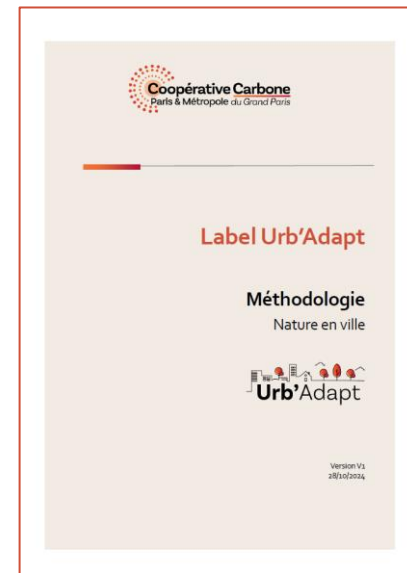 Coopérative Carbone
Paris & Métropole du Grand Paris
Label Urb'Adapt
Méthodologie
Nature en ville
Urb'Adapt
Version V1
28/10/2024